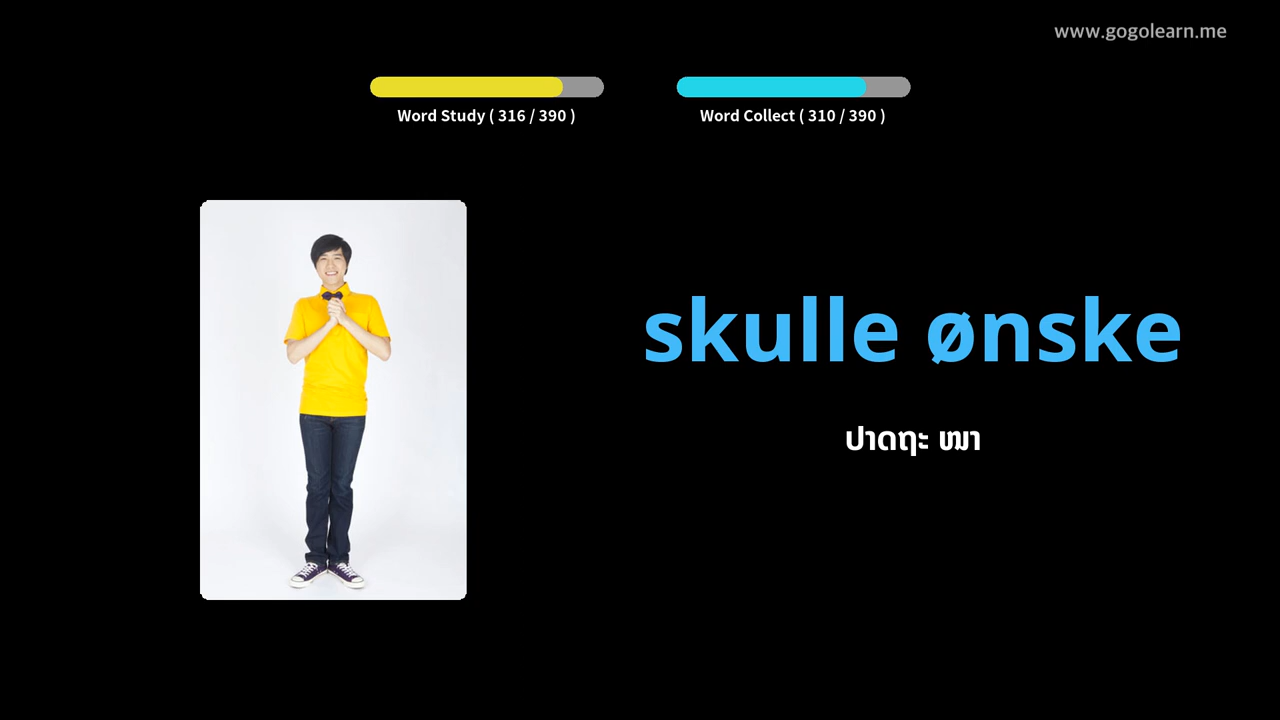 www.gogolearn.me
Word Study ( 316 / 390 )
Word Collect ( 310 / 390 )
skulle ønske
ປາດຖະ ໜາ